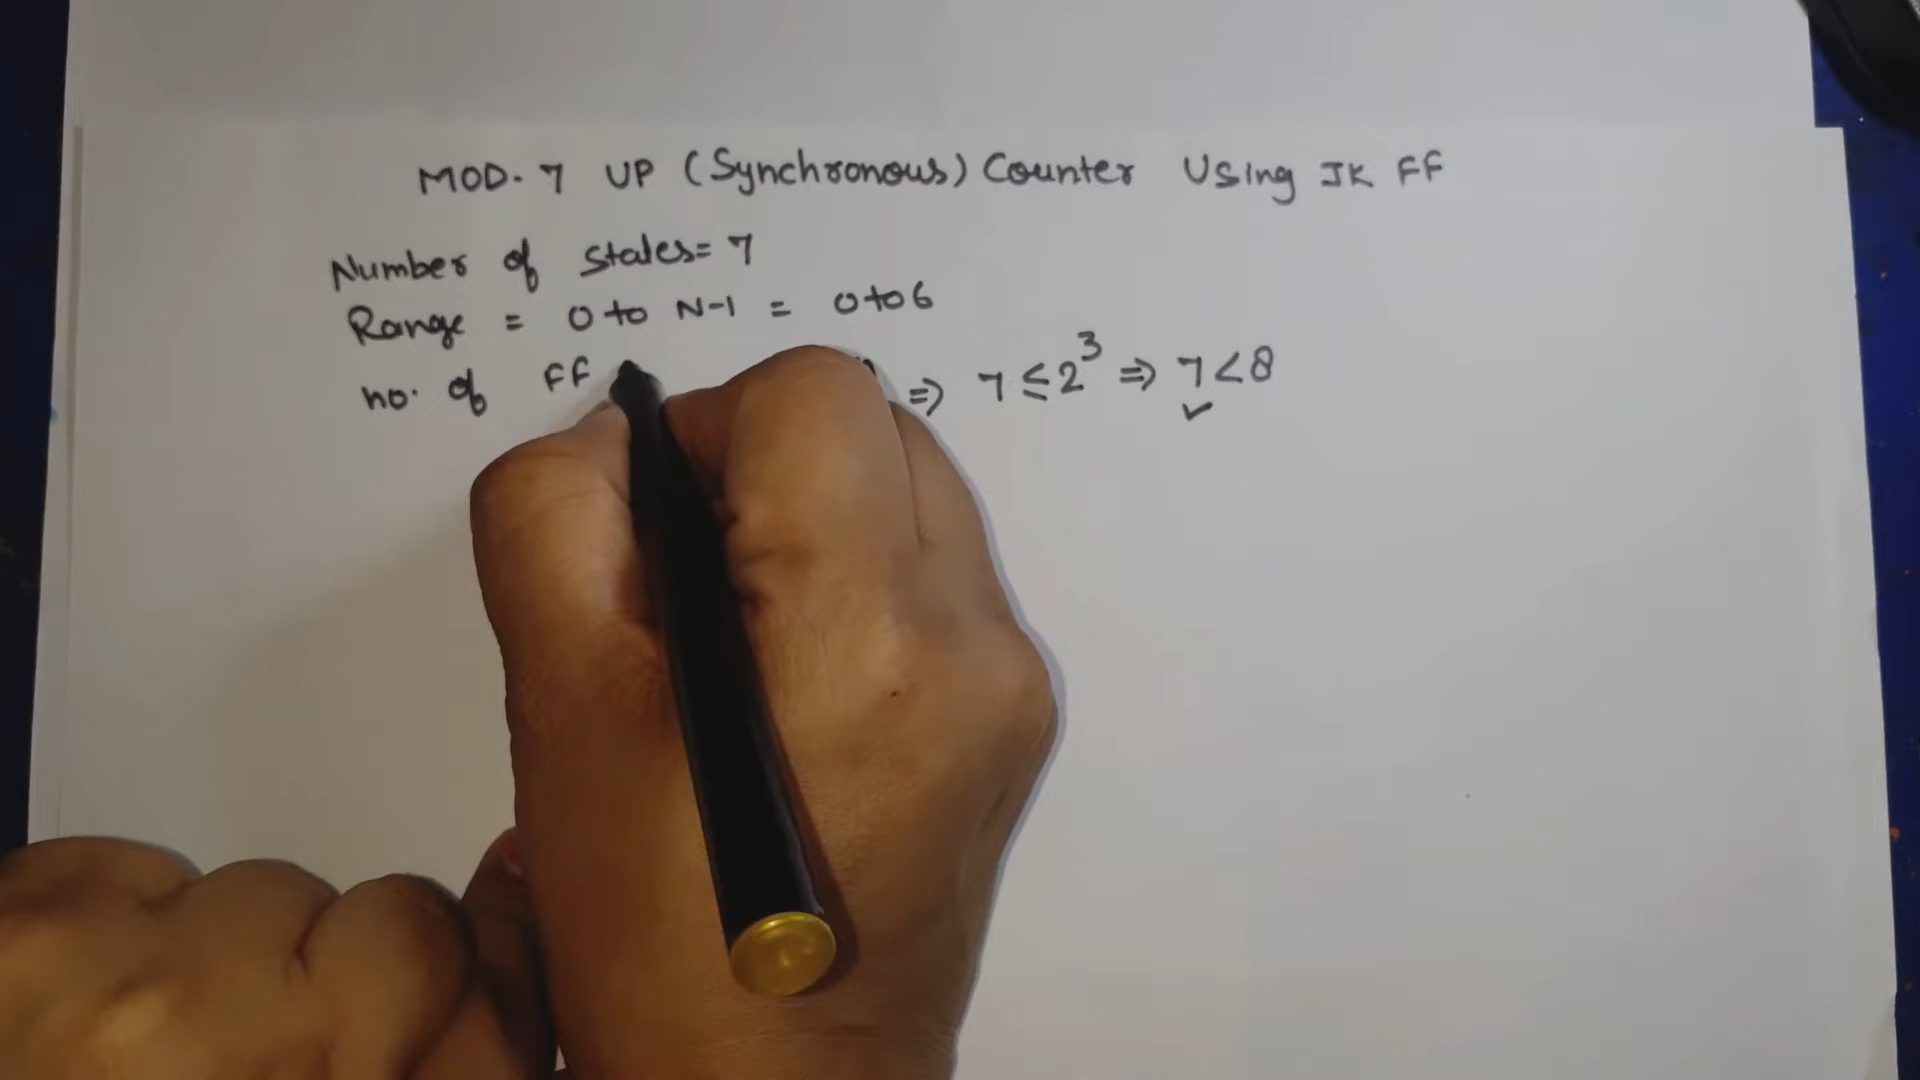 MOD. 7 UP (Synchronous) Counter Using JK FF
Number of states = 7
Range = 0 to N-1 = 0 to 6
no. of FF ⇒ 7 ≤ 2³ ⇒ 7 < 8 ✓